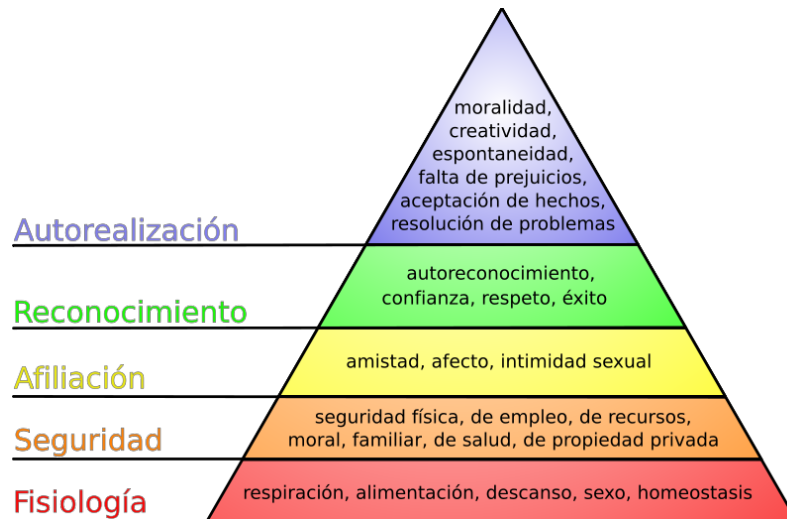 moralidad,
creatividad,
espontaneidad,
falta de prejuicios,
aceptación de hechos,
resolución de problemas
Autorealización
autoreconocimiento,
confianza, respeto, éxito
Reconocimiento
amistad, afecto, intimidad sexual
Afiliación
seguridad física, de empleo, de recursos,
moral, familiar, de salud, de propiedad privada
Seguridad
respiración, alimentación, descanso, sexo, homeostasis
Fisiología